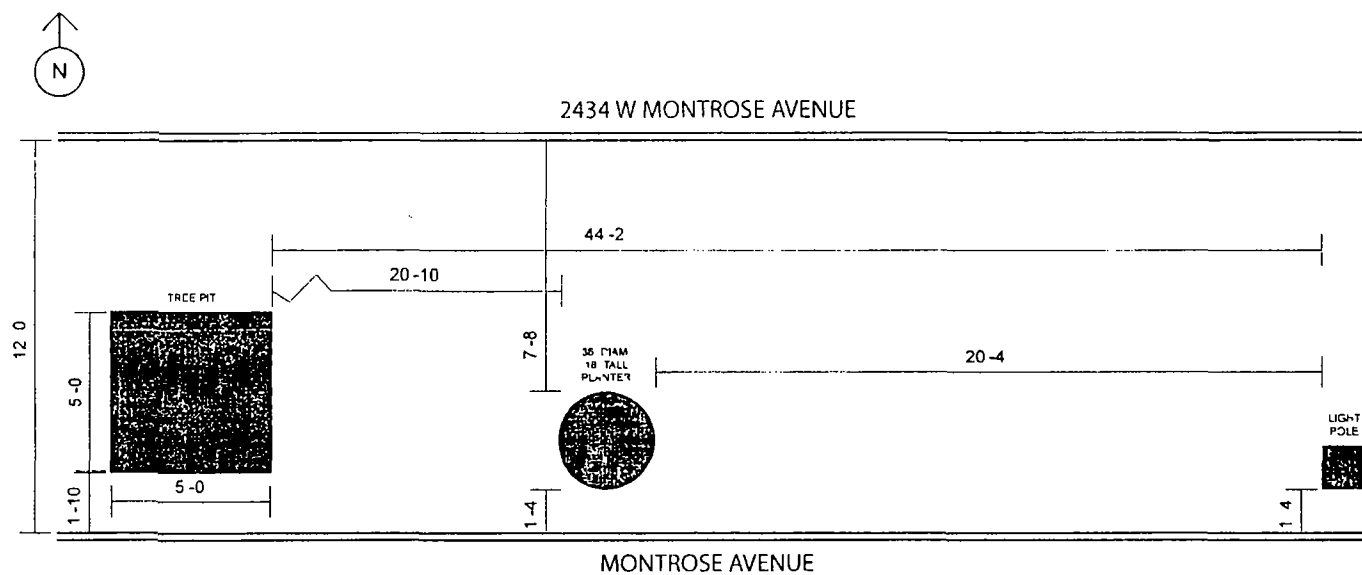 N
2434 W MONTROSE AVENUE
44-2
20-10
TREE PIT
12 0
5-0
7-8
36 DIAM
18 TALL
PLANTER
20-4
LIGHT
POLE
5-0
1-10
1-4
1 4
MONTROSE AVENUE